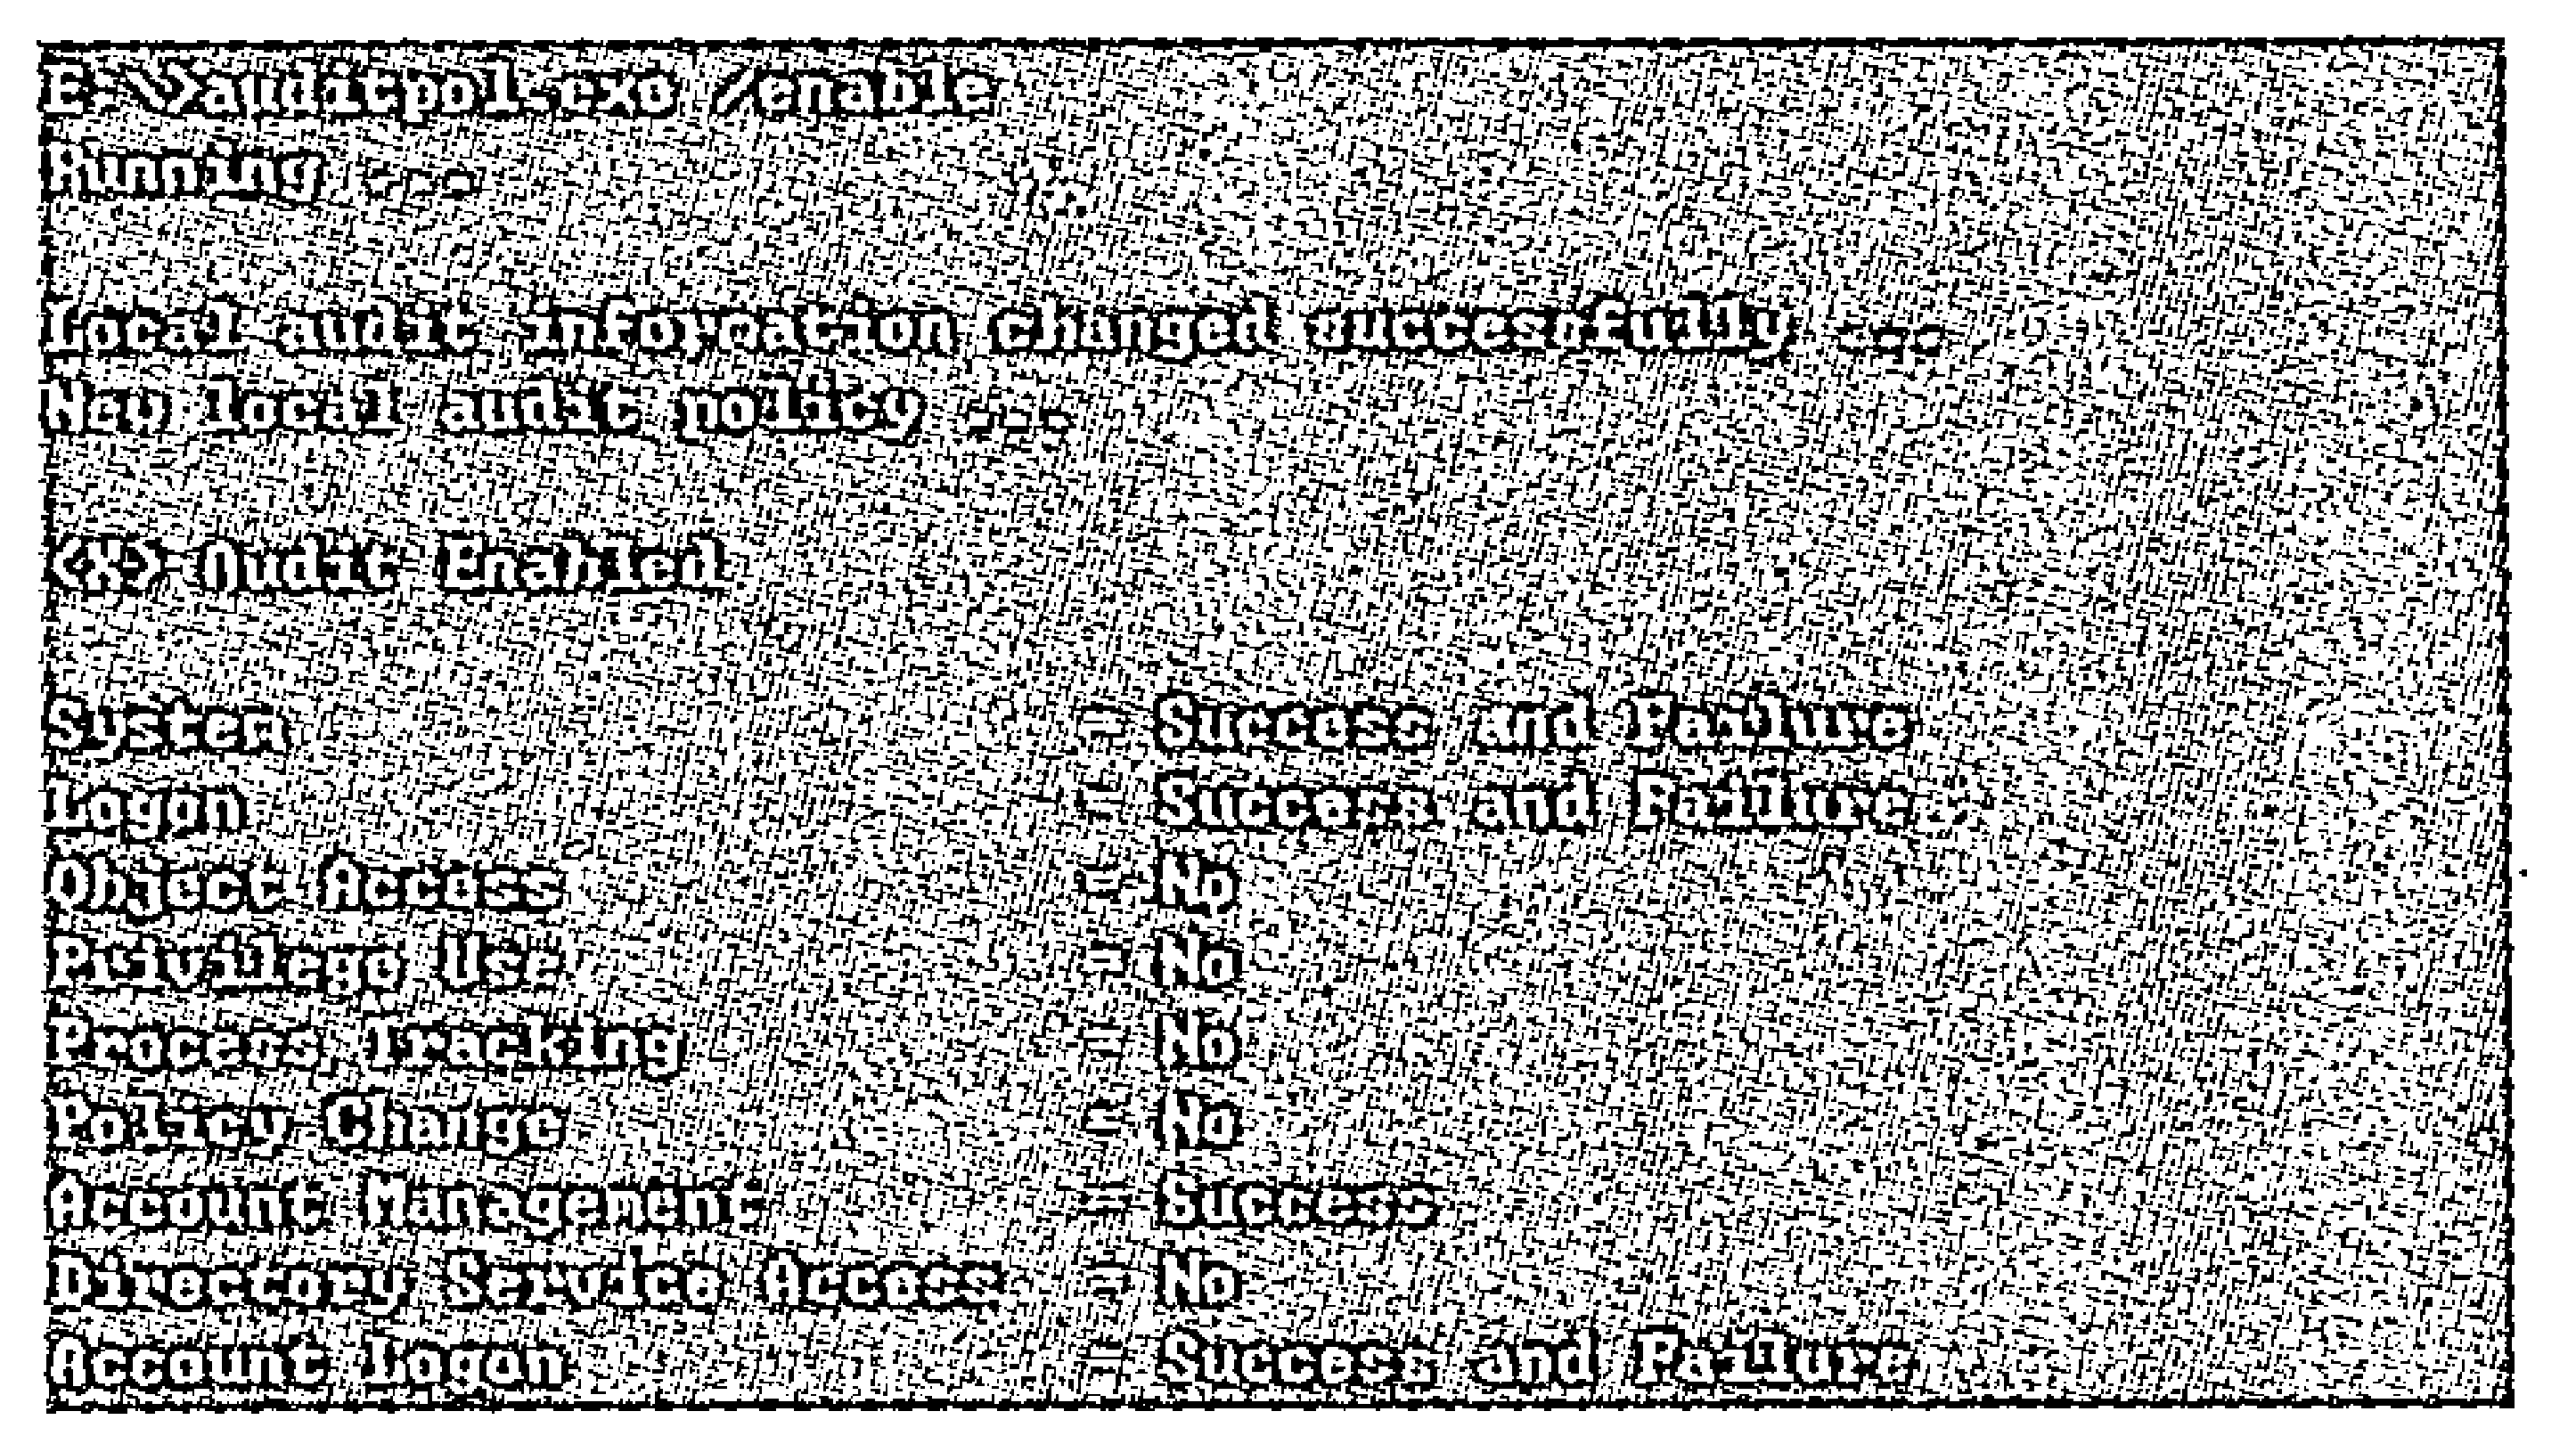 E:\>auditpol.exe /enable
Running ...
Local audit information changed successfully ...
New local audit policy ...
(X) Audit Enabled
System = Success and Failure
Logon = Success and Failure
Object Access = No
Privilege Use = No
Process Tracking = No
Policy Change = No
Account Management = Success
Directory Service Access = No
Account Logon = Success and Failure